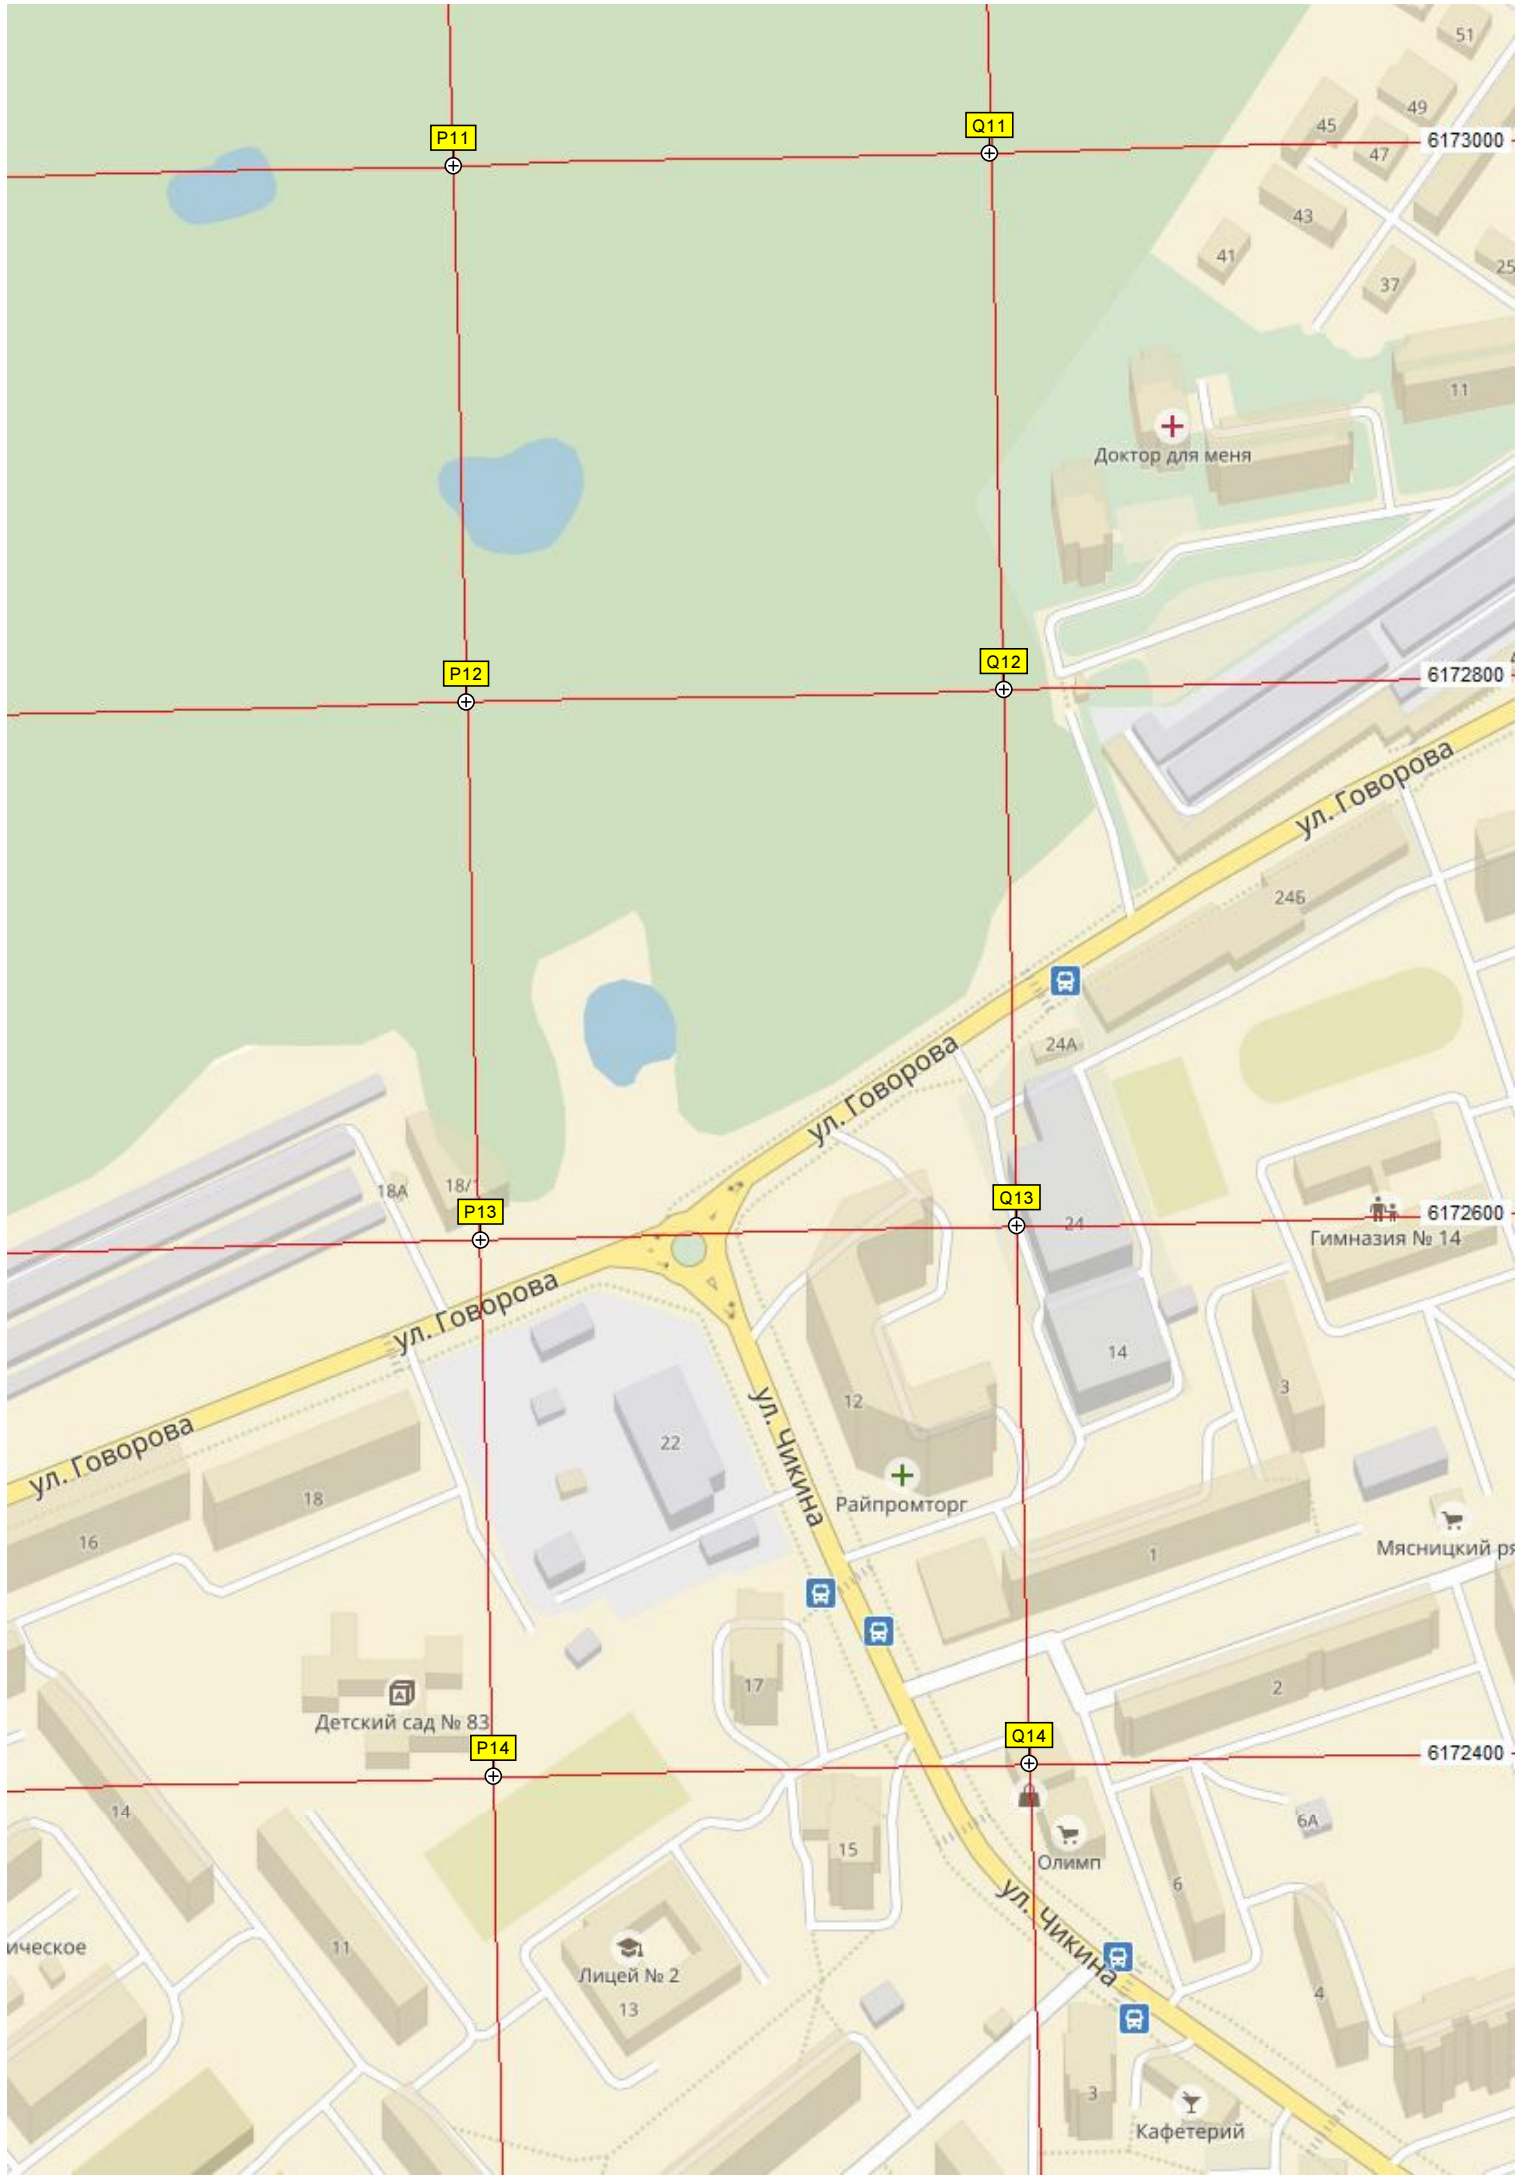 51
49
45
47
P11
Q11
6173000
43
41
25
37
11
Доктор для меня
P12
Q12
6172800
ул. Говорова
24Б
24А
ул. Говорова
18А
18/
P13
Q13
6172600
24
Гимназия № 14
ул. Говорова
14
3
12
22
ул. Чикина
ул. Говорова
18
16
Райпромторг
1
Мясницкий ря
17
2
Детский сад № 83
P14
Q14
6172400
14
6А
15
Олимп
6
ул. Чикина
ическое
11
Лицей № 2
13
4
3
Кафетерий